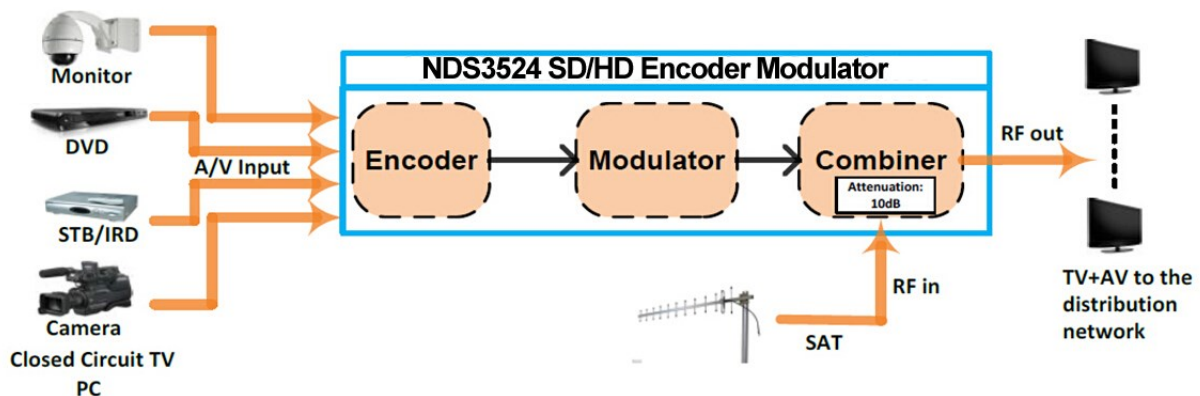 NDS3524 SD/HD Encoder Modulator
Monitor
DVD
A/V Input
STB/IRD
Camera
Closed Circuit TV
PC
Encoder
Modulator
Combiner
Attenuation:
10dB
RF in
SAT
RF out
TV+AV to the
distribution
network